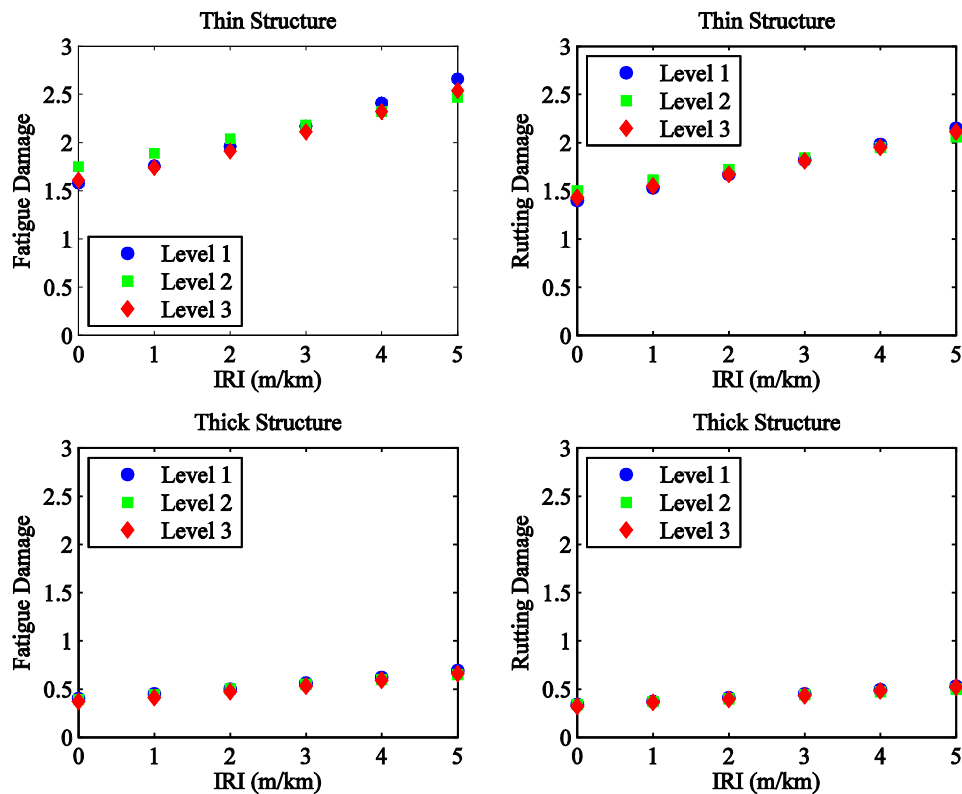 Thin Structure
Fatigue Damage
3
2.5
2
1.5
1
0.5
0
Level 1
Level 2
Level 3
0 1 2 3 4 5
IRI (m/km)
Thin Structure
Rutting Damage
3
2.5
2
1.5
1
0.5
0
Level 1
Level 2
Level 3
0 1 2 3 4 5
IRI (m/km)
Thick Structure
Fatigue Damage
3
2.5
2
1.5
1
0.5
0
Level 1
Level 2
Level 3
0 1 2 3 4 5
IRI (m/km)
Thick Structure
Rutting Damage
3
2.5
2
1.5
1
0.5
0
Level 1
Level 2
Level 3
0 1 2 3 4 5
IRI (m/km)